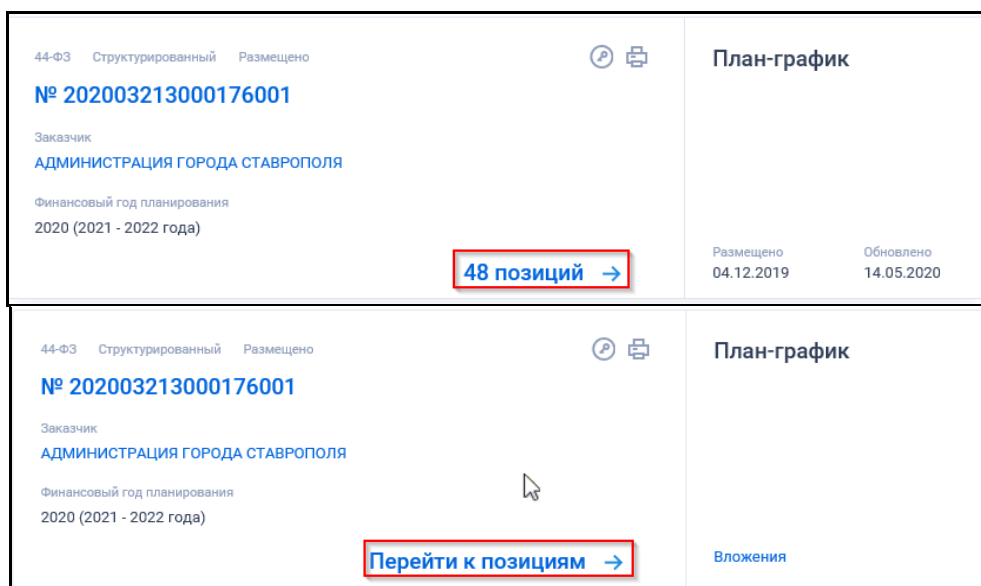 44-ФЗ Структурированный Размещено
№ 202003213000176001
Заказчик
АДМИНИСТРАЦИЯ ГОРОДА СТАВРОПОЛЯ
Финансовый год планирования
2020 (2021 - 2022 года)
48 позиций →
План-график
Размещено Обновлено
04.12.2019 14.05.2020
44-ФЗ Структурированный Размещено
№ 202003213000176001
Заказчик
АДМИНИСТРАЦИЯ ГОРОДА СТАВРОПОЛЯ
Финансовый год планирования
2020 (2021 - 2022 года)
Перейти к позициям →
План-график
Вложения